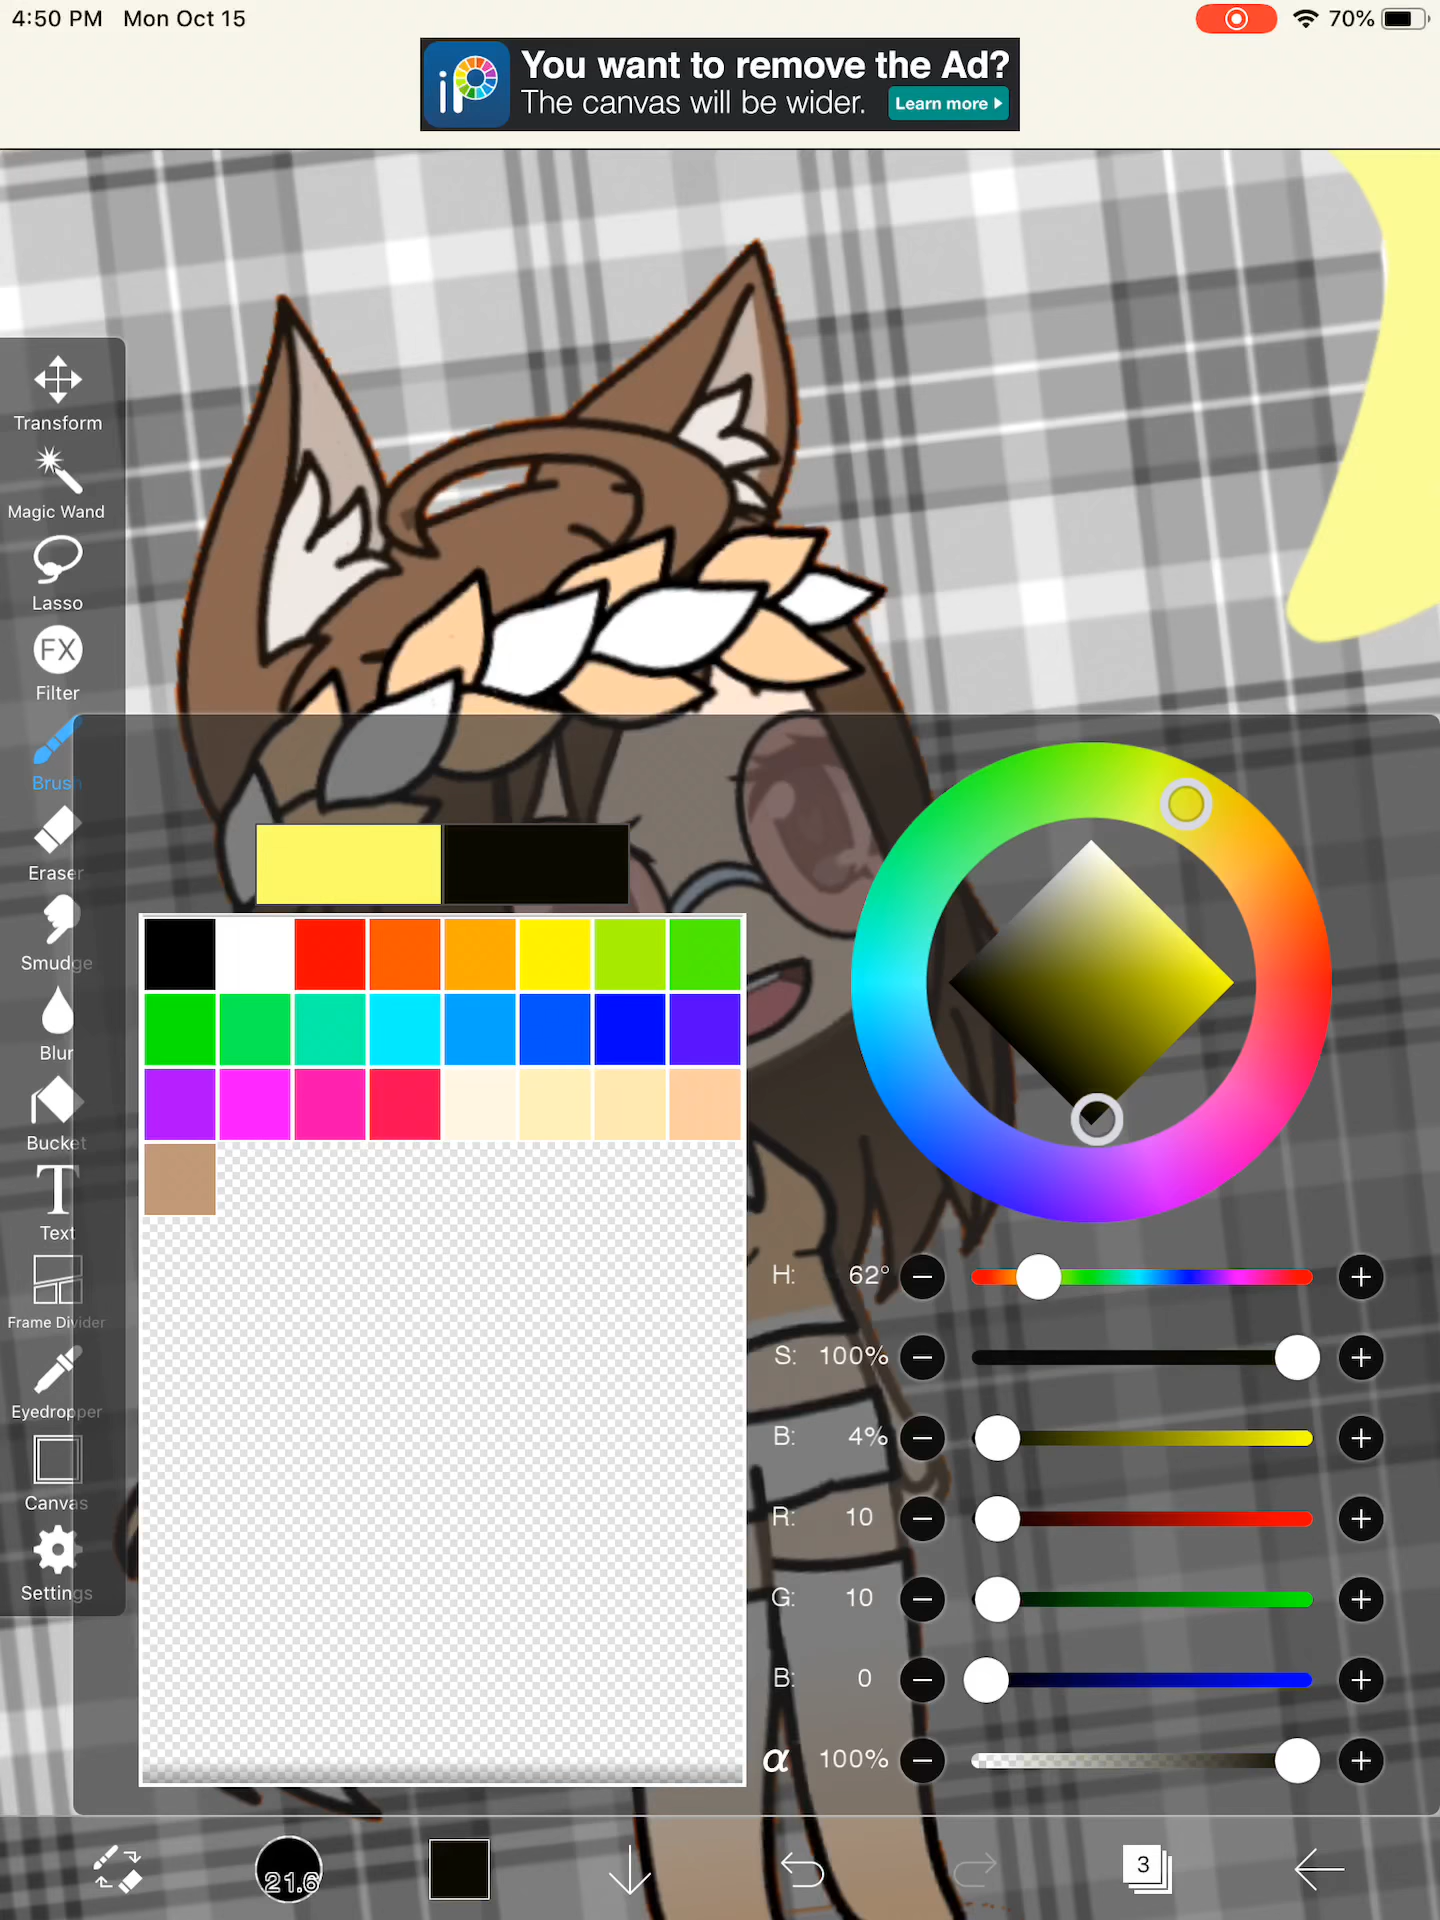 4:50 PM Mon Oct 15
70%
iP
You want to remove the Ad?
The canvas will be wider.
Learn more
Transform
Magic Wand
Lasso
FX
Filter
Brush
Eraser
Smudge
Blur
Bucket
T
Text
Frame Divider
Eyedropper
Canvas
Settings
H: 62°
S: 100%
B: 4%
R: 10
G: 10
B: 0
α 100%
21.6
3